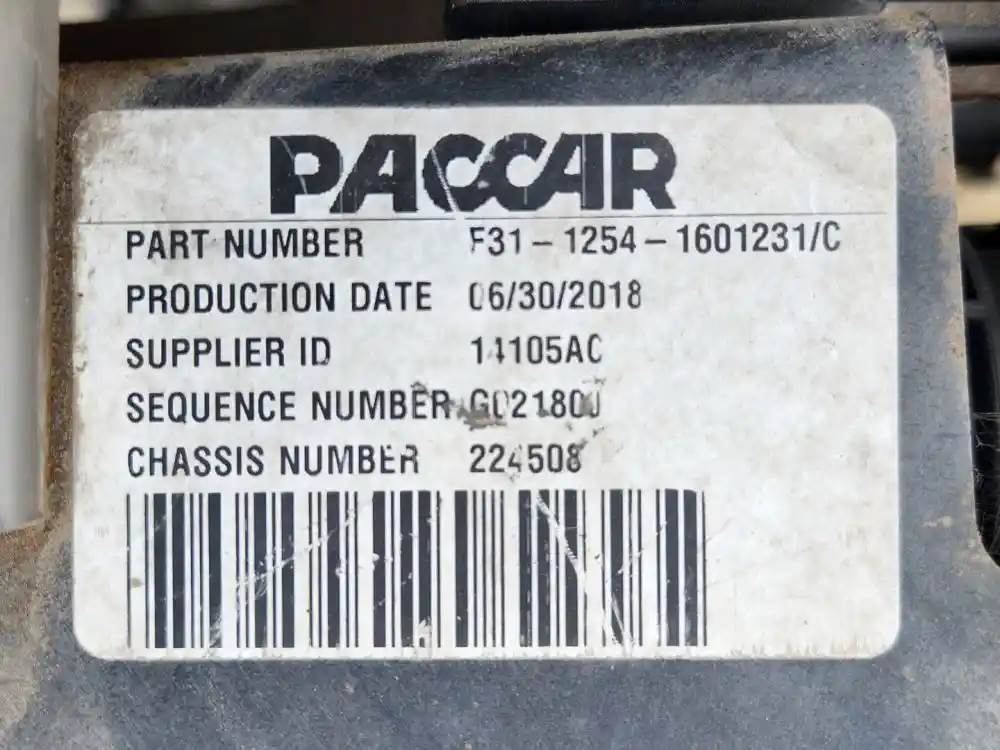 PACCAR
PART NUMBER F31-1254-1601231/C
PRODUCTION DATE 06/30/2018
SUPPLIER ID 14105AC
SEQUENCE NUMBER
CHASSIS NUMBER 224508